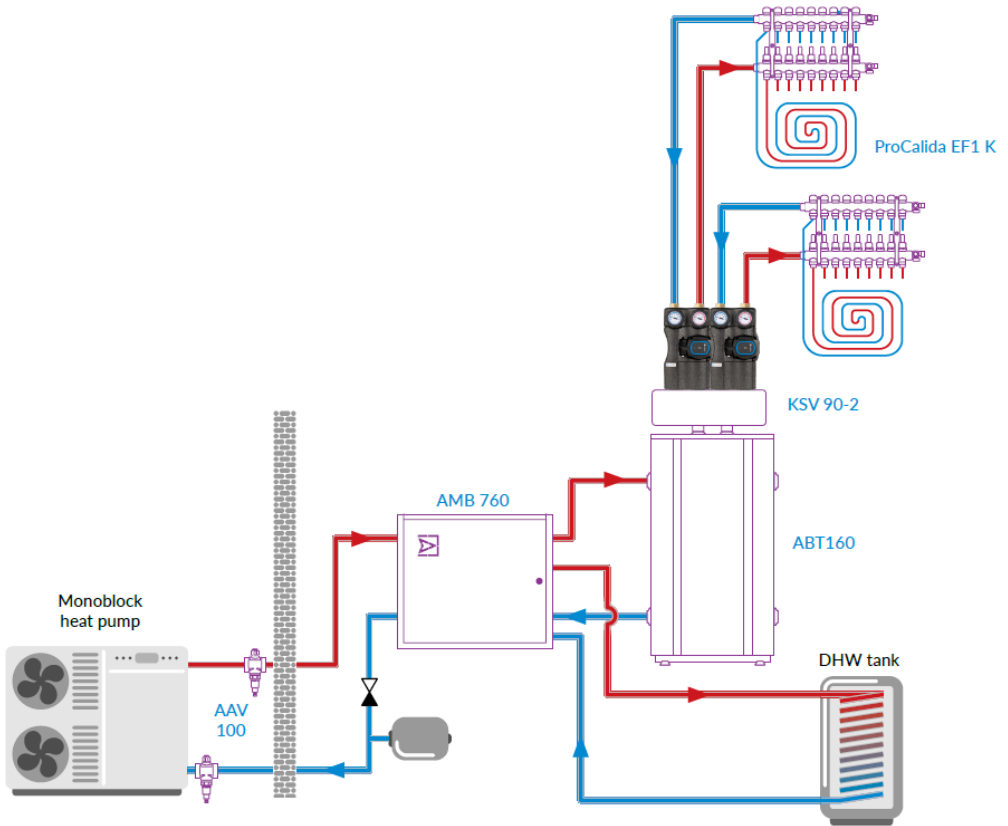 ProCalida EF1 K
KSV 90-2
AMB 760
ABT160
Monoblock
heat pump
DHW tank
AAV
100